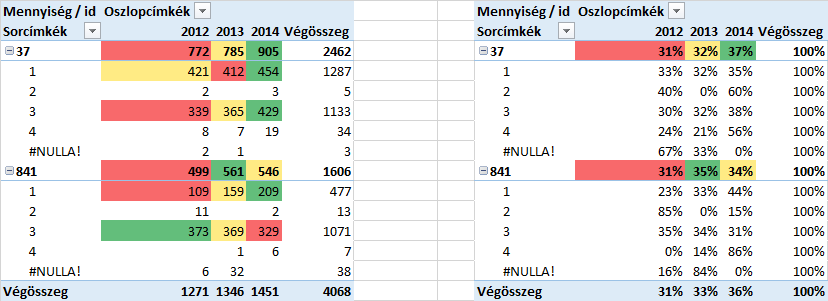 Mennyiség / id Oszlopcímkék Mennyiség / id Oszlopcímkék
Sorcímkék 2012 2013 2014 Végösszeg Sorcímkék 2012 2013 2014 Végösszeg
37 772 785 905 2462 37 31% 32% 37% 100%
1 421 412 454 1287 1 33% 32% 35% 100%
2 2 3 5 2 40% 0% 60% 100%
3 339 365 429 1133 3 30% 32% 38% 100%
4 8 7 19 34 4 24% 21% 56% 100%
#NULLA! 2 1 3 #NULLA! 67% 33% 0% 100%
841 499 561 546 1606 841 31% 35% 34% 100%
1 109 159 209 477 1 23% 33% 44% 100%
2 11 2 13 2 85% 0% 15% 100%
3 373 369 329 1071 3 35% 34% 31% 100%
4 1 6 7 4 0% 14% 86% 100%
#NULLA! 6 32 38 #NULLA! 16% 84% 0% 100%
Végösszeg 1271 1346 1451 4068 Végösszeg 31% 33% 36% 100%